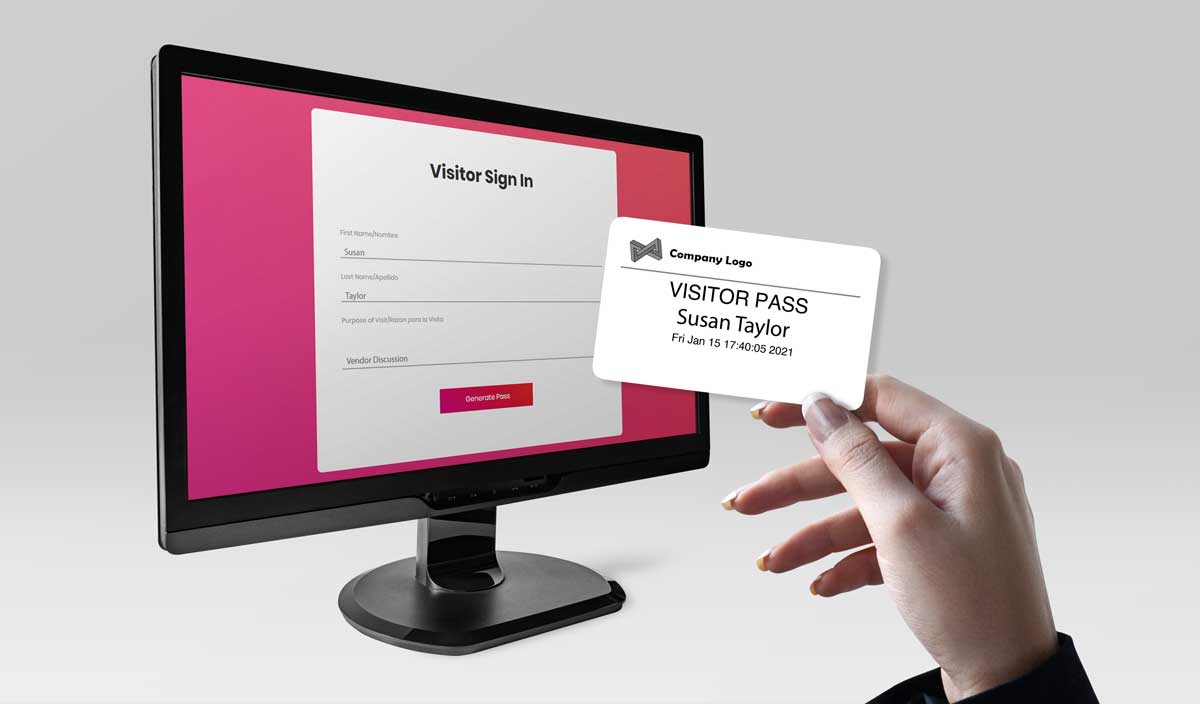 Visitor Sign In
First Name/Nombre
Susan
Last Name/Apellido
Taylor
Purpose of Visit/Razon para la Visita
Vendor Discussion
Generate Pass
Company Logo
VISITOR PASS
Susan Taylor
Fri Jan 15 17:40:05 2021